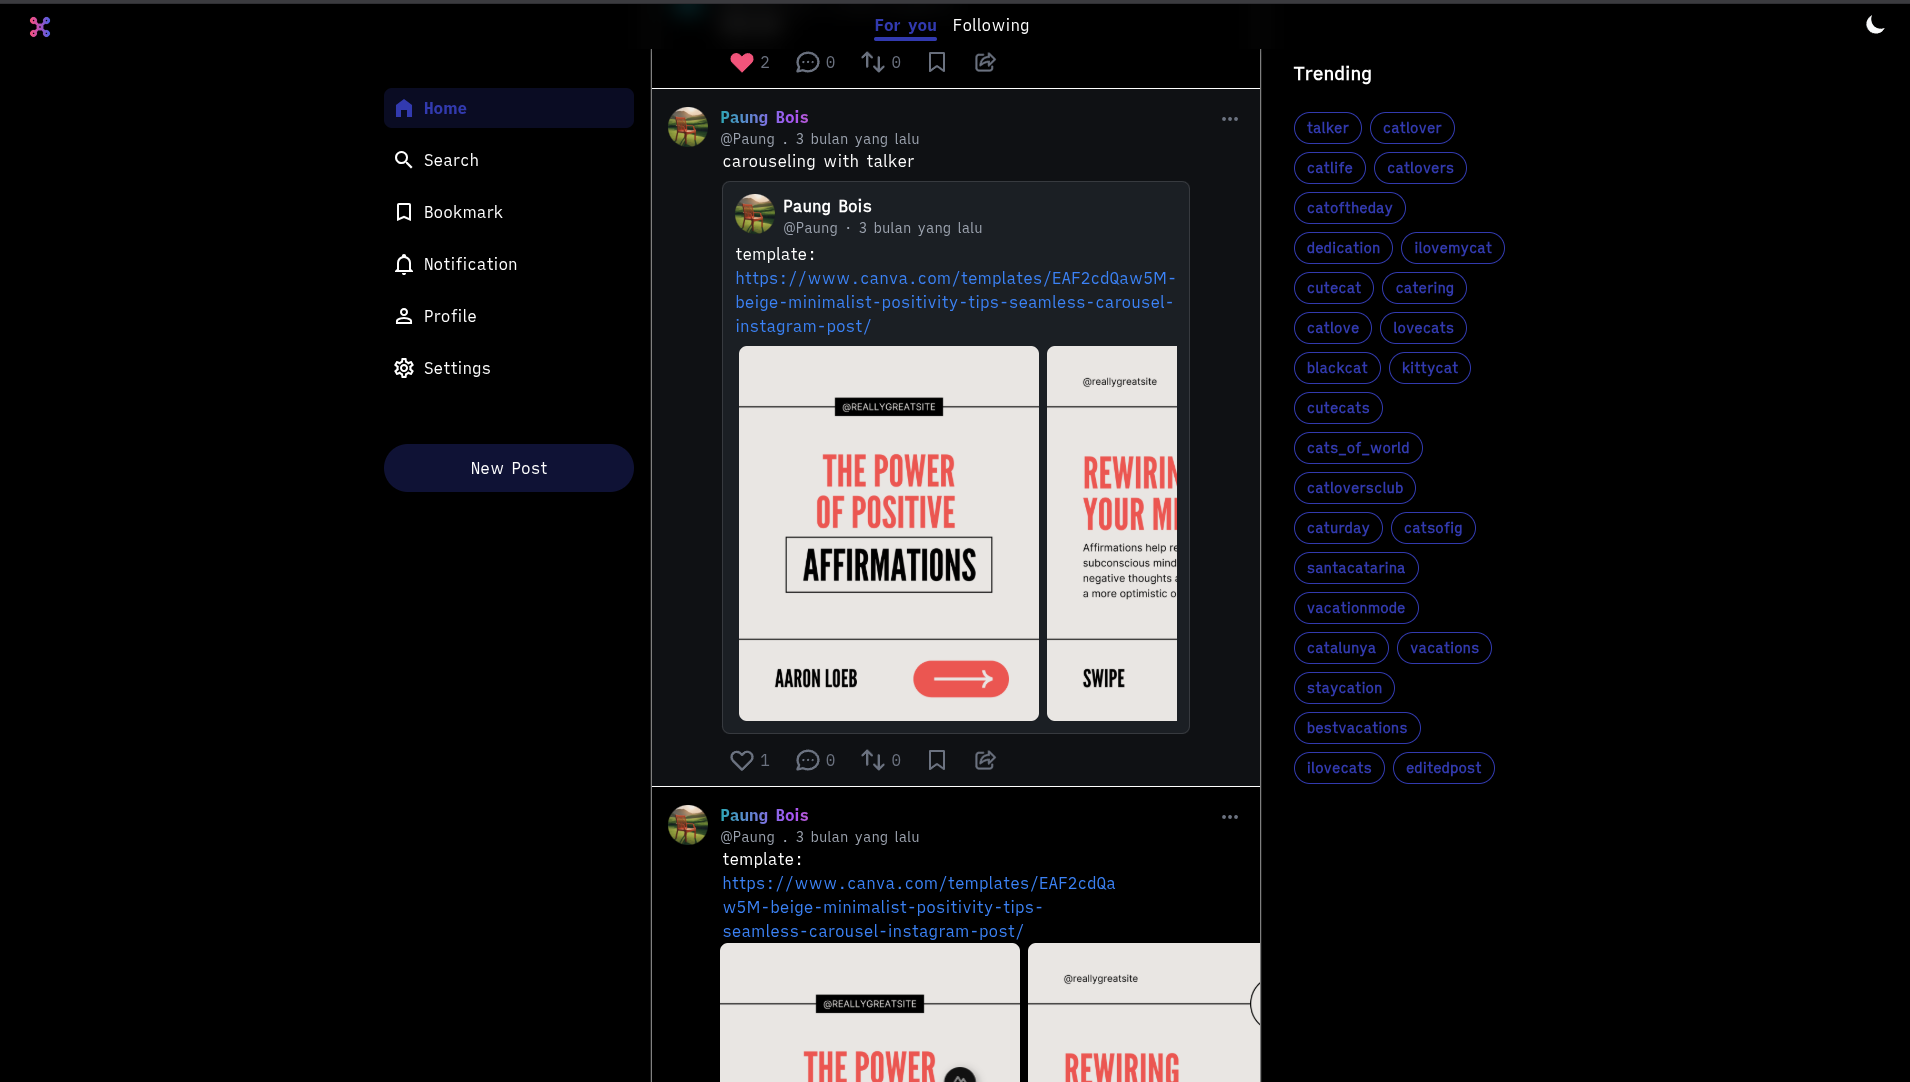 For you
Following
2
0
0
Home
Search
Bookmark
Notification
Profile
Settings
New Post
Paung Bois
@Paung . 3 bulan yang lalu
carouseling with talker
Paung Bois
@Paung · 3 bulan yang lalu
template:
https://www.canva.com/templates/EAF2cdQaw5M-
beige-minimalist-positivity-tips-seamless-carousel-
instagram-post/
@REALLYGREATSITE
THE POWER
OF POSITIVE
AFFIRMATIONS
AARON LOEB
@reallygreatsite
REWIRIN
YOUR M
Affirmations help re
subconscious mind
negative thoughts a
a more optimistic o
SWIPE
1
0
0
Paung Bois
@Paung . 3 bulan yang lalu
template:
https://www.canva.com/templates/EAF2cdQa
w5M-beige-minimalist-positivity-tips-
seamless-carousel-instagram-post/
@REALLYGREATSITE
THE POWER
@reallygreatsite
REWIRING
Trending
talker
catlover
catlife
catlovers
catoftheday
dedication
ilovemycat
cutecat
catering
catlove
lovecats
blackcat
kittycat
cutecats
cats_of_world
catloversclub
caturday
catsofig
santacatarina
vacationmode
catalunya
vacations
staycation
bestvacations
ilovecats
editedpost